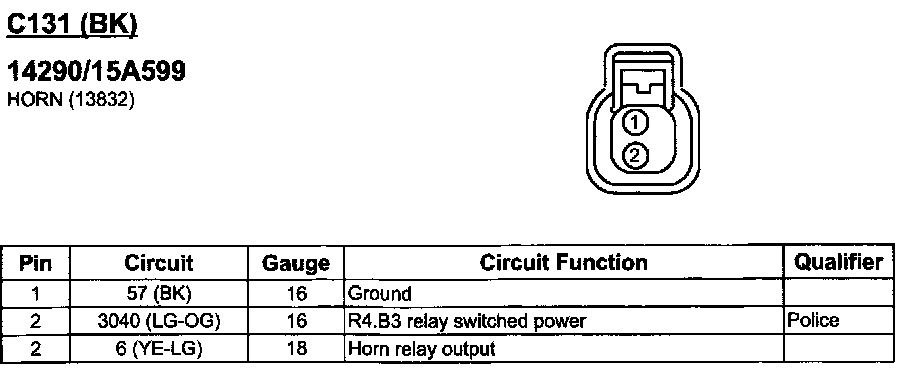 C131 (BK)
14290/15A599
HORN (13832)
1
2
Pin Circuit Gauge Circuit Function Qualifier
1 57 (BK) 16 Ground
2 3040 (LG-OG) 16 R4.B3 relay switched power Police
2 6 (YE-LG) 18 Horn relay output